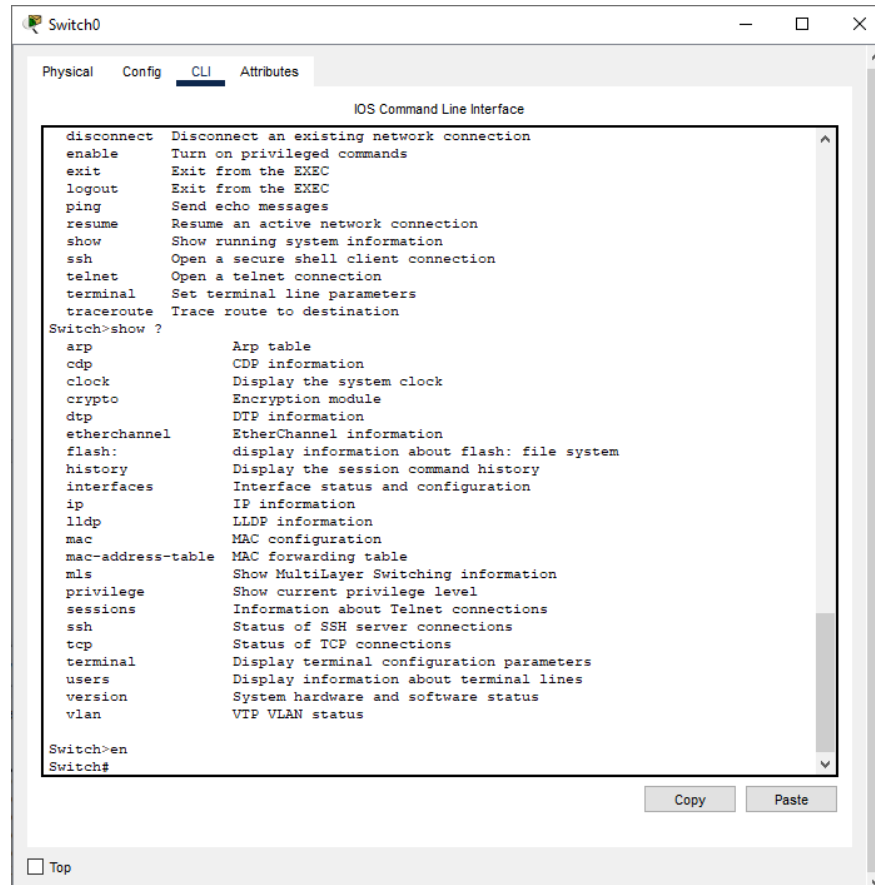 Switch0
Physical Config CLI Attributes
IOS Command Line Interface
disconnect Disconnect an existing network connection
enable Turn on privileged commands
exit Exit from the EXEC
logout Exit from the EXEC
ping Send echo messages
resume Resume an active network connection
show Show running system information
ssh Open a secure shell client connection
telnet Open a telnet connection
terminal Set terminal line parameters
traceroute Trace route to destination
Switch>show ?
arp Arp table
cdp CDP information
clock Display the system clock
crypto Encryption module
dtp DTP information
etherchannel EtherChannel information
flash: display information about flash: file system
history Display the session command history
interfaces Interface status and configuration
ip IP information
lldp LLDP information
mac MAC configuration
mac-address-table MAC forwarding table
mls Show MultiLayer Switching information
privilege Show current privilege level
sessions Information about Telnet connections
ssh Status of SSH server connections
tcp Status of TCP connections
terminal Display terminal configuration parameters
users Display information about terminal lines
version System hardware and software status
vlan VTP VLAN status
Switch>en
Switch#
Copy Paste
Top